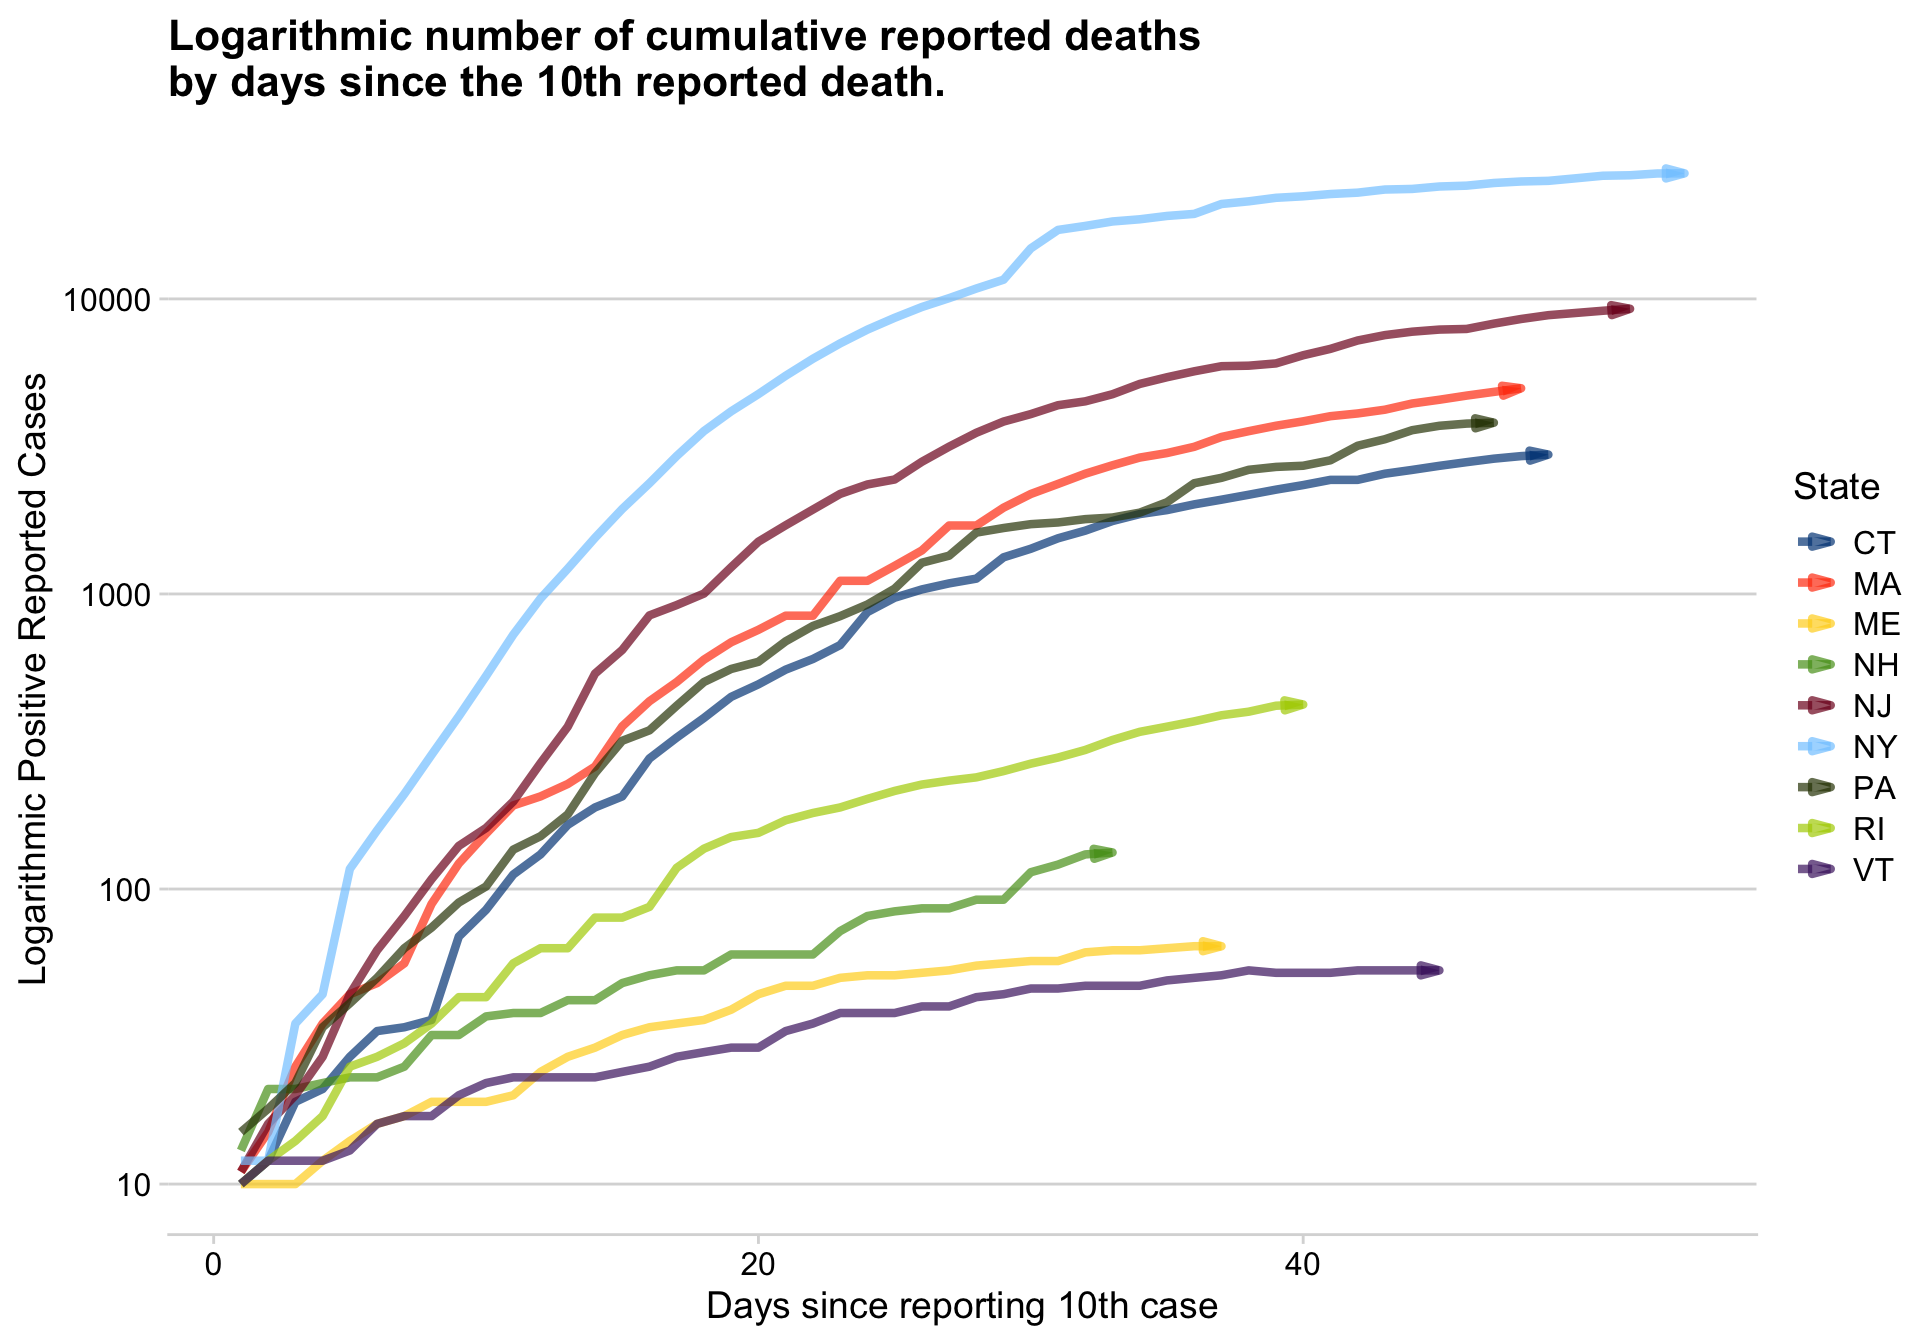 Logarithmic number of cumulative reported deaths
by days since the 10th reported death.
Logarithmic Positive Reported Cases
10000
1000
100
10
0
20
40
Days since reporting 10th case
State
CT
MA
ME
NH
NJ
NY
PA
RI
VT